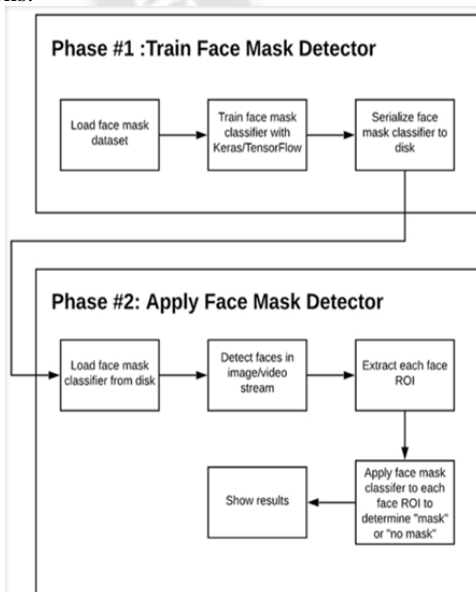 Phase #1 :Train Face Mask Detector
Load face mask
dataset
Train face mask
classifier with
Keras/TensorFlow
Serialize face
mask classifier to
disk
Phase #2: Apply Face Mask Detector
Load face mask
classifier from disk
Detect faces in
image/video
stream
Extract each face
ROI
Apply face mask
classifer to each
face ROI to
determine "mask"
or "no mask"
Show results